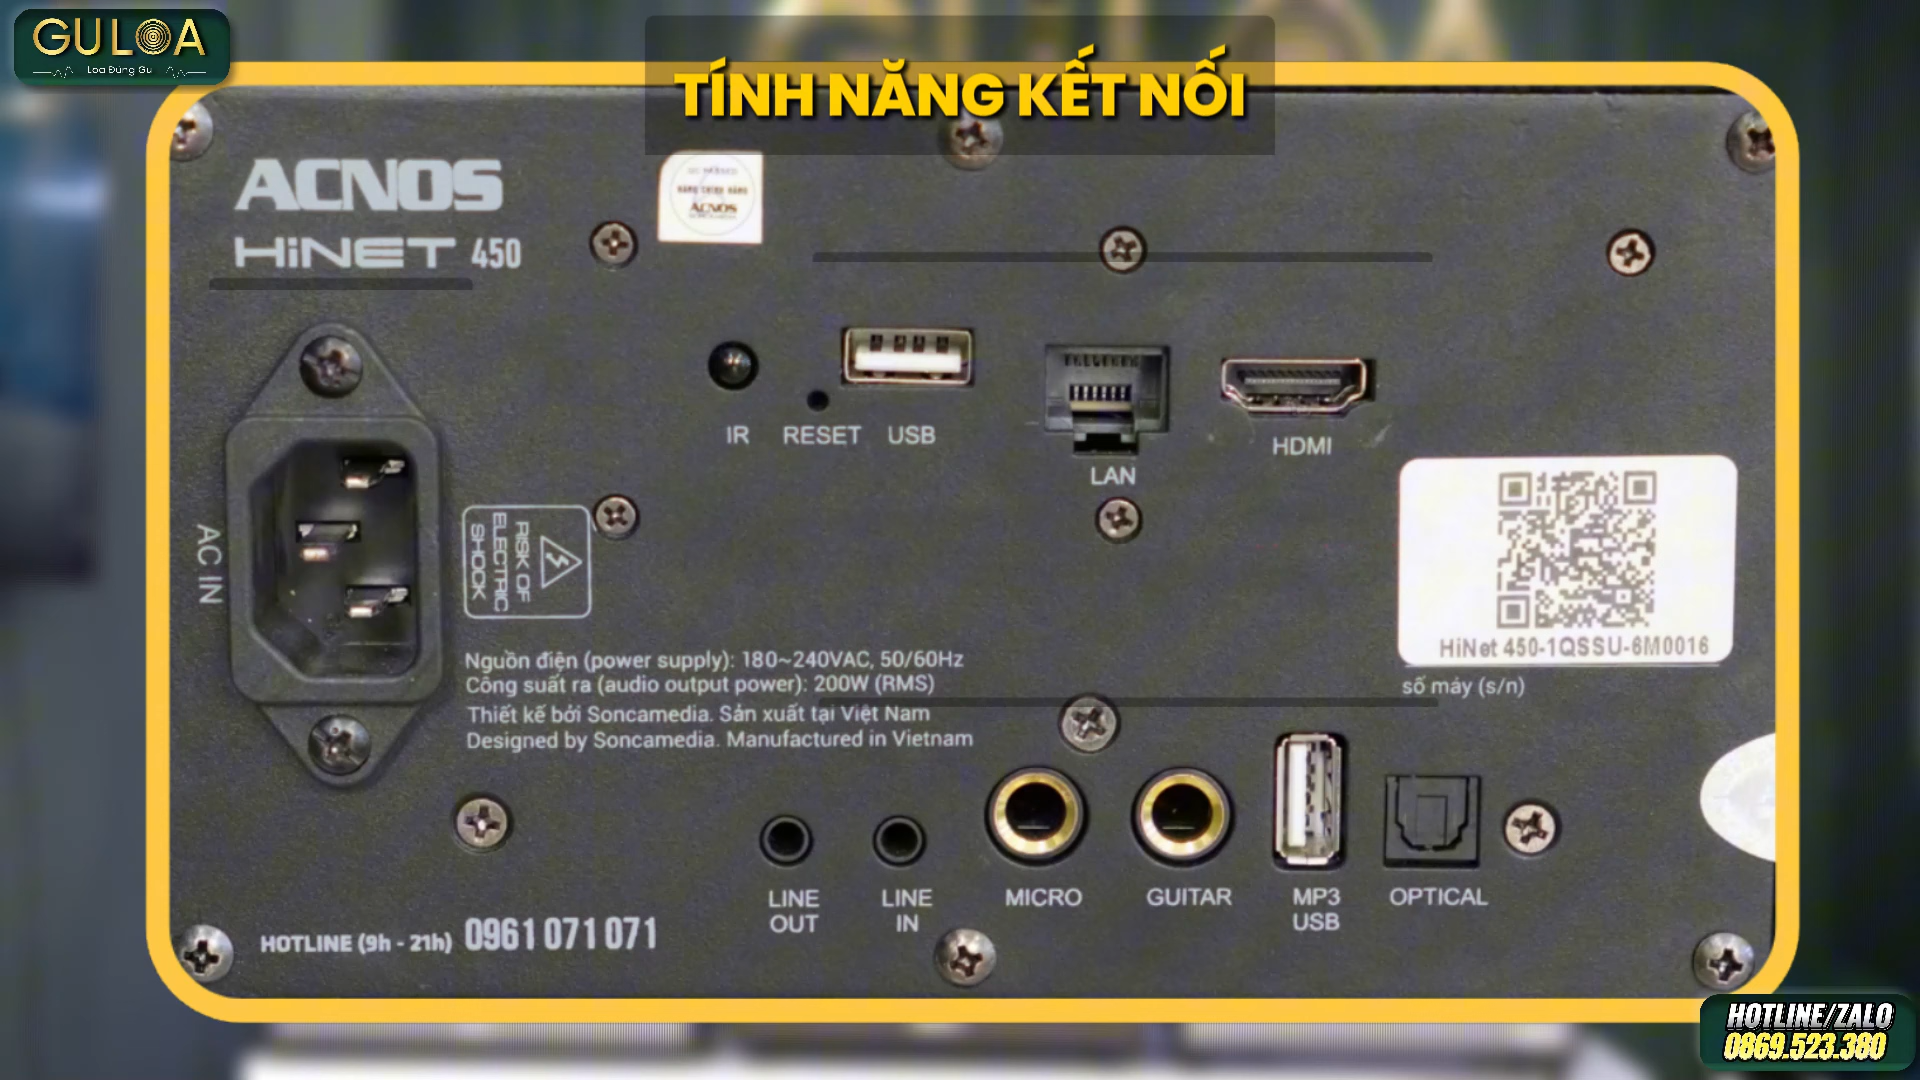 GULOA
Loa Đúng Gu
TÍNH NĂNG KẾT NỐI
ACNOS
HiNET 450
HÀNG CHÍNH HÃNG
ACNOS
IR
RESET
USB
LAN
HDMI
AC IN
RISK OF
ELECTRIC
SHOCK
HiNet 450-1QSSU-6M0016
số máy (s/n)
Nguồn điện (power supply): 180~240VAC, 50/60Hz
Công suất ra (audio output power): 200W (RMS)
Thiết kế bởi Soncamedia. Sản xuất tại Việt Nam
Designed by Soncamedia. Manufactured in Vietnam
LINE
OUT
LINE
IN
MICRO
GUITAR
MP3
USB
OPTICAL
HOTLINE (9h - 21h) 0961 071 071
HOTLINE/ZALO
0869.523.380